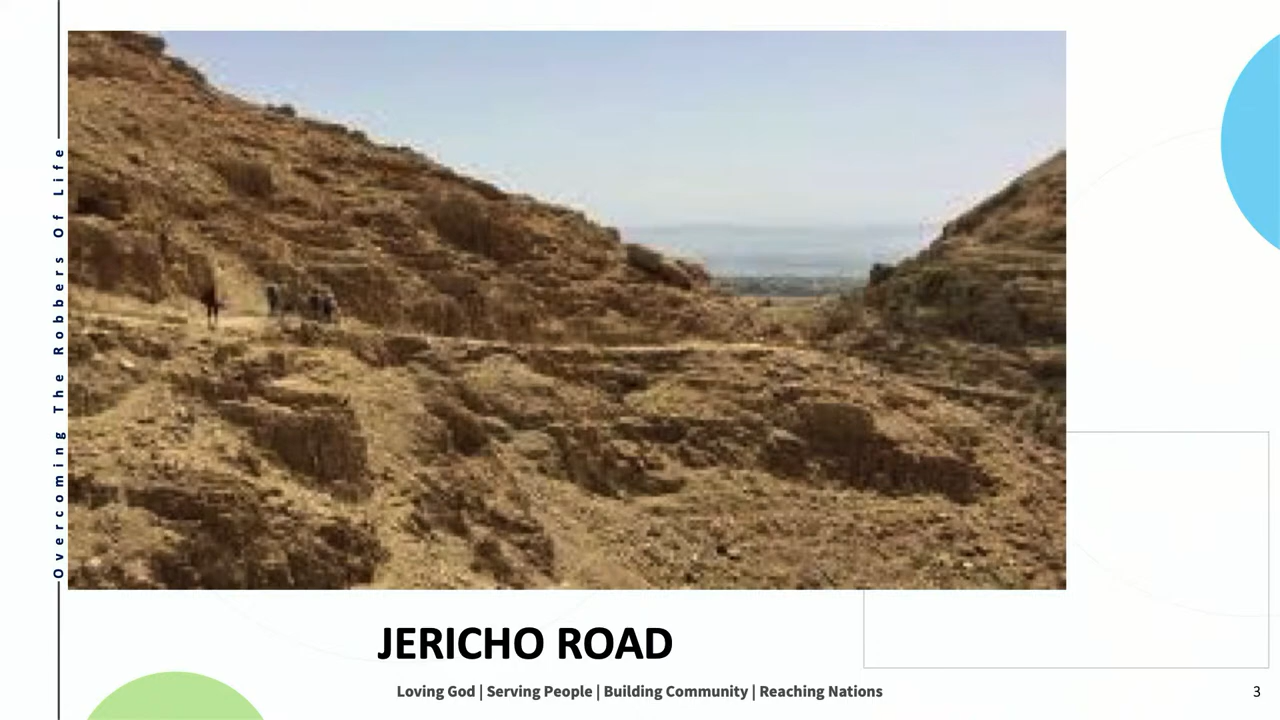 Overcoming The Robbers Of Life
JERICHO ROAD
Loving God | Serving People | Building Community | Reaching Nations
3